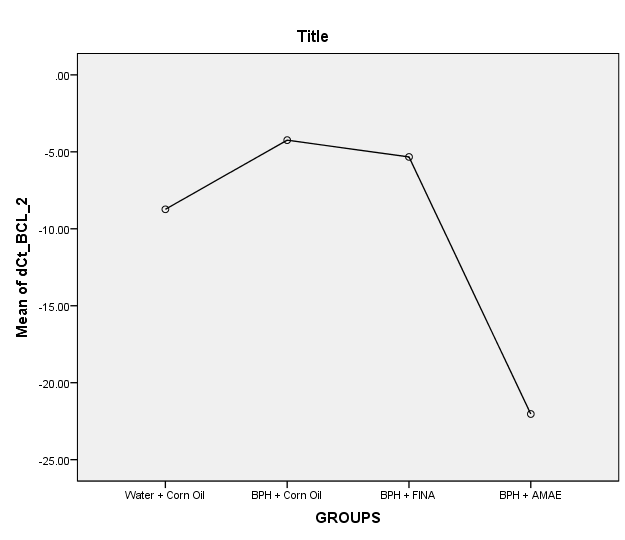 Title
.00
-5.00
-10.00
-15.00
-20.00
-25.00
Mean of dCt_BCL_2
Water + Corn Oil
BPH + Corn Oil
BPH + FINA
BPH + AMAE
GROUPS